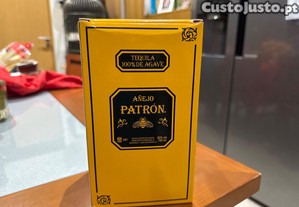 CustoJusto.pt
TEQUILA
100% DE AGAVE
AÑEJO
PATRÓN